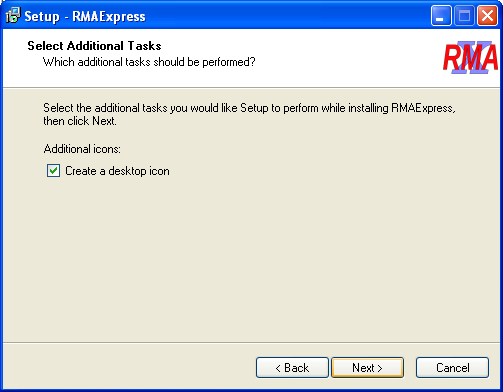 Setup - RMAExpress
Select Additional Tasks
Which additional tasks should be performed?
RMA
Select the additional tasks you would like Setup to perform while installing RMAExpress,
then click Next.
Additional icons:
Create a desktop icon
< Back
Next >
Cancel